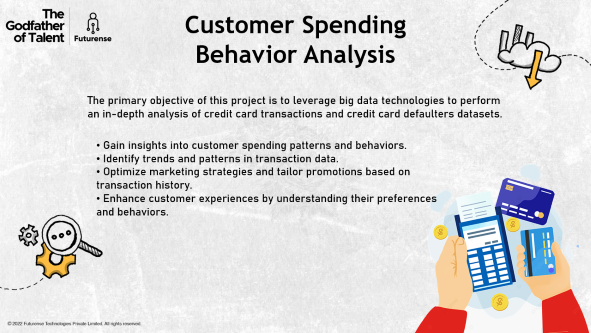 The
Godfather
of Talent
Futurense
Customer Spending
Behavior Analysis
The primary objective of this project is to leverage big data technologies to perform
an in-depth analysis of credit card transactions and credit card defaulters datasets.
• Gain insights into customer spending patterns and behaviors.
• Identify trends and patterns in transaction data.
• Optimize marketing strategies and tailor promotions based on
transaction history.
• Enhance customer experiences by understanding their preferences
and behaviors.
© 2022 Futurense Technologies Private Limited. All rights reserved.